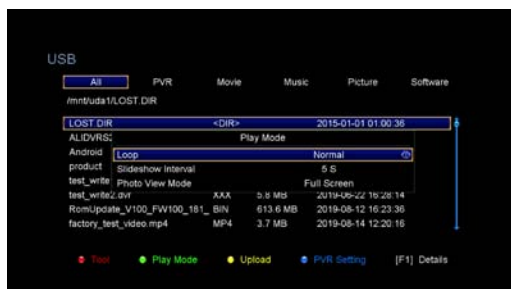 USB
All PVR Movie Music Picture Software
/mnt/uda1/LOST.DIR
LOST.DIR <DIR> 2015-01-01 01:00:36
ALIDVRS2
Play Mode
Android
Loop Normal
product
Slideshow Interval 5 S
test_write
Photo View Mode Full Screen
test_write2.dvr XXX 5.8 MB 2019-06-22 16:28:14
RomUpdate_V100_FW100_181_ BIN 613.6 MB 2019-08-12 16:23:36
factory_test_video.mp4 MP4 3.7 MB 2019-08-14 12:20:16
Tool Play Mode Upload PVR Setting [F1] Details